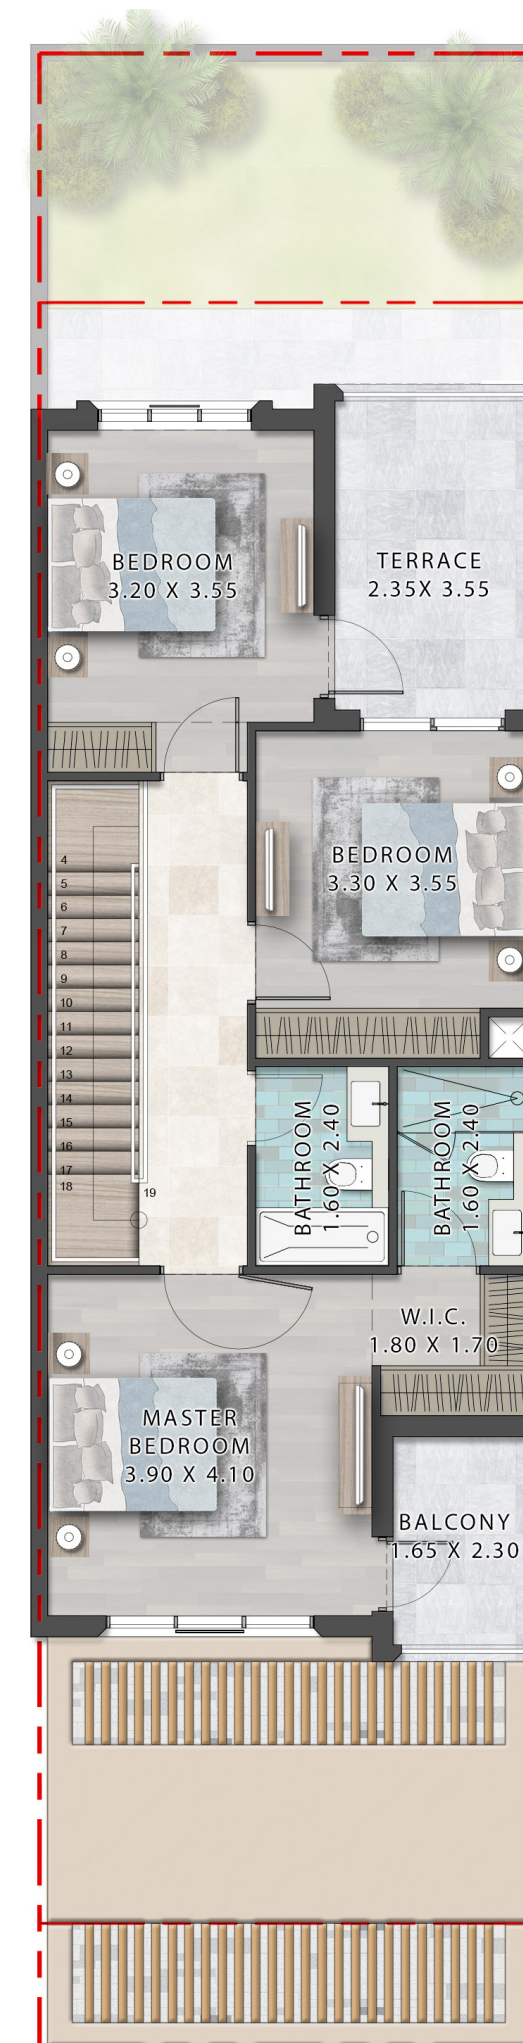 BEDROOM
3.20 X 3.55
TERRACE
2.35X 3.55
BEDROOM
3.30 X 3.55
4
5
6
7
8
9
10
11
12
13
14
15
16
17
18
19
BATHROOM
1.60 X 2.40
BATHROOM
1.60 X 2.40
W.I.C.
1.80 X 1.70
MASTER
BEDROOM
3.90 X 4.10
BALCONY
1.65 X 2.30